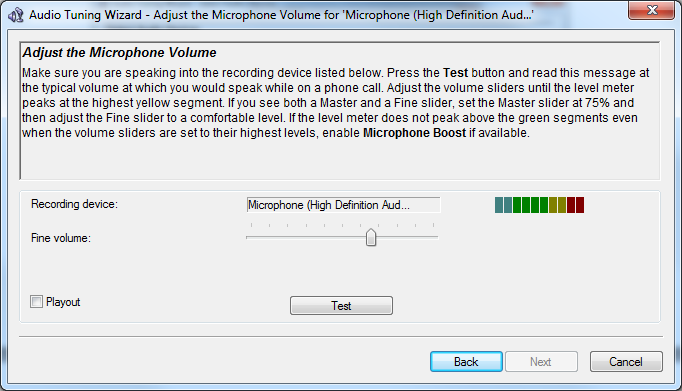 Audio Tuning Wizard - Adjust the Microphone Volume for 'Microphone (High Definition Aud...'
Adjust the Microphone Volume
Make sure you are speaking into the recording device listed below. Press the Test button and read this message at
the typical volume at which you would speak while on a phone call. Adjust the volume sliders until the level meter
peaks at the highest yellow segment. If you see both a Master and a Fine slider, set the Master slider at 75% and
then adjust the Fine slider to a comfortable level. If the level meter does not peak above the green segments even
when the volume sliders are set to their highest levels, enable Microphone Boost if available.
Recording device:
Microphone (High Definition Aud...
Fine volume:
Playout
Test
Back
Next
Cancel